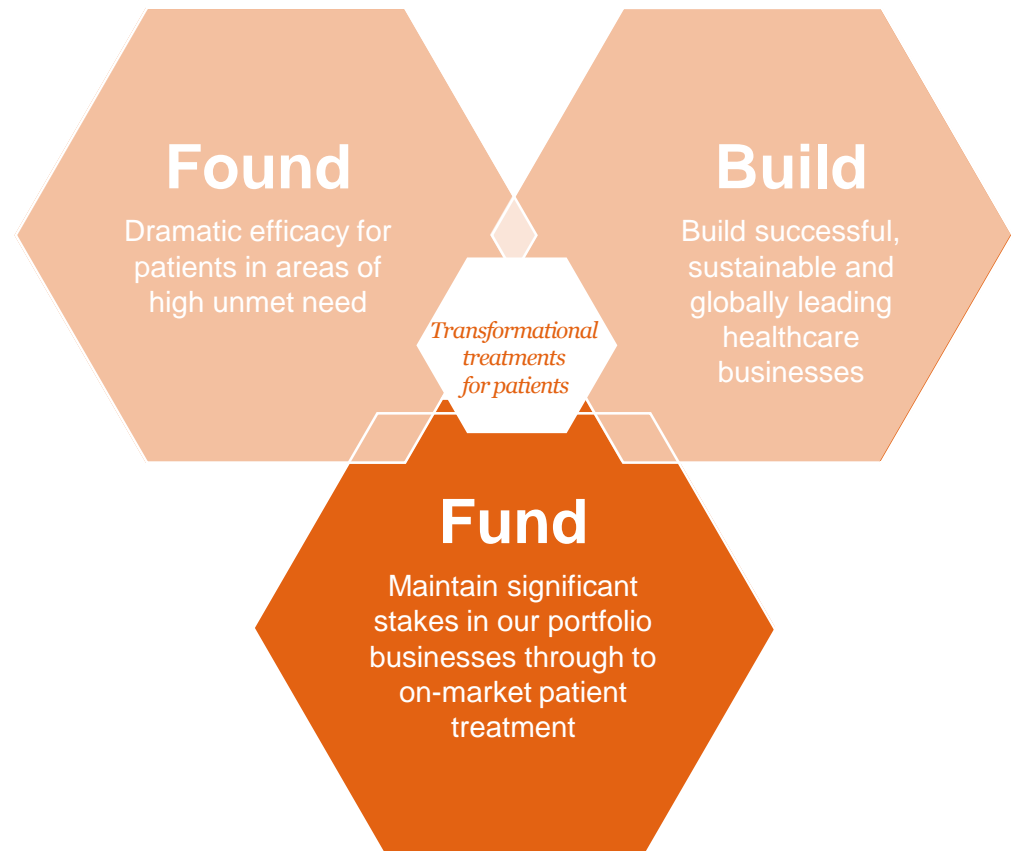 Found
Dramatic efficacy for
patients in areas of
high unmet need
Build
Build successful,
sustainable and
globally leading
healthcare
businesses
Transformational
treatments
for patients
Fund
Maintain significant
stakes in our portfolio
businesses through to
on-market patient
treatment